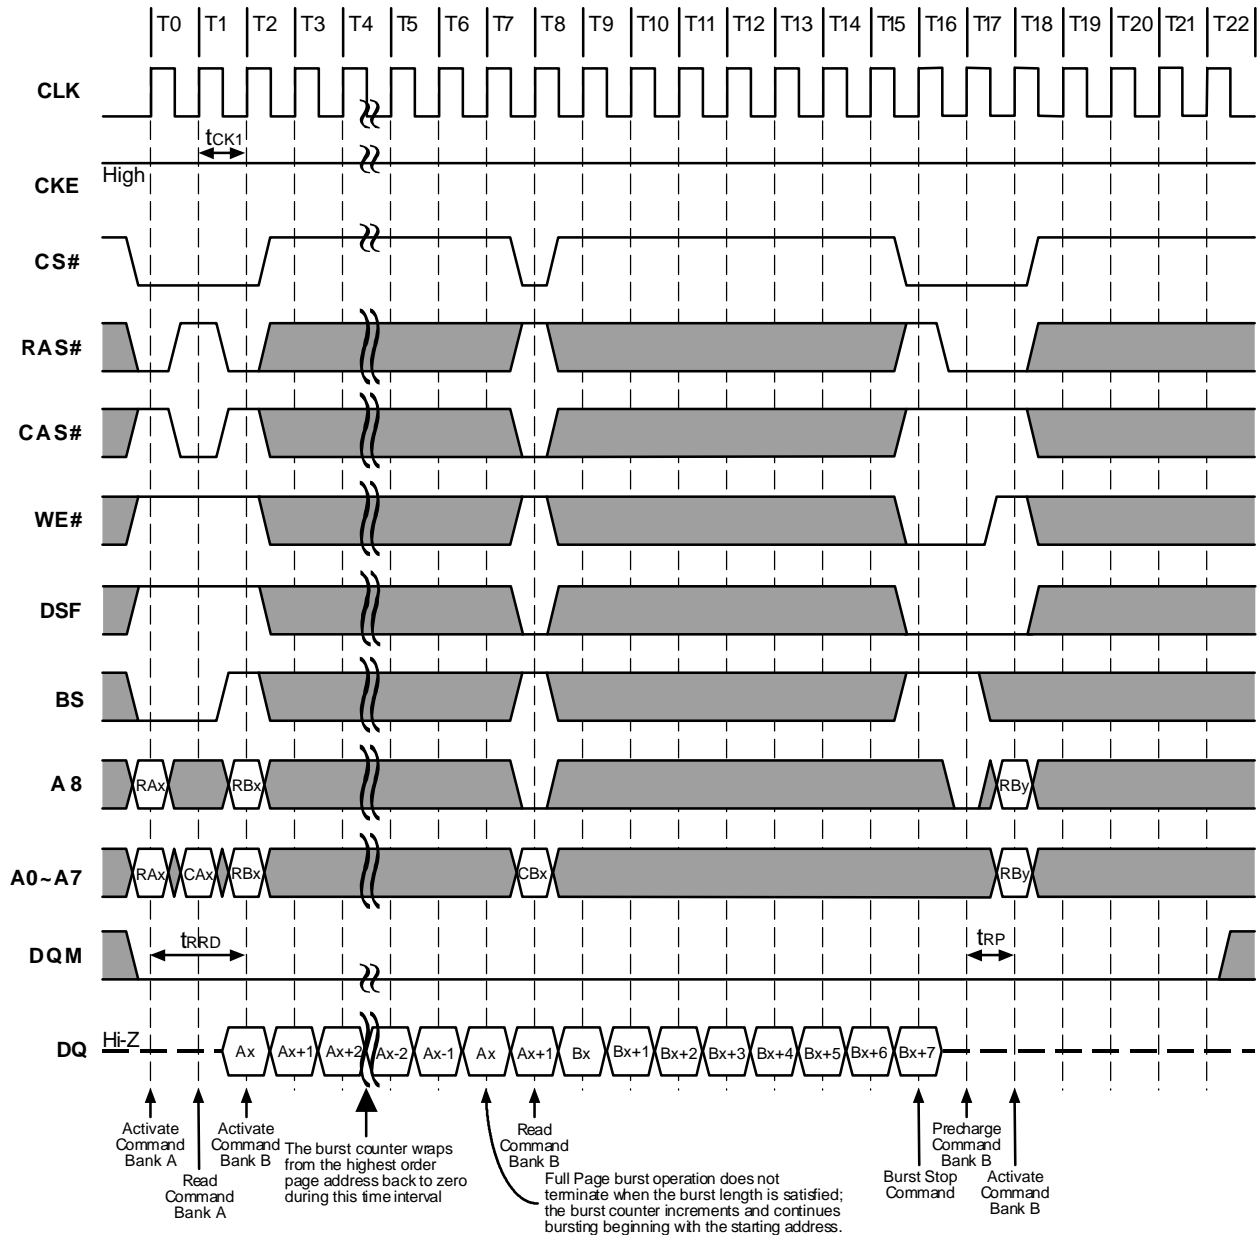 T0 T1 T2 T3 T4 T5 T6 T7 T8 T9 T10 T11 T12 T13 T14 T15 T16 T17 T18 T19 T20 T21 T22
CLK
tCK1
High
CKE
CS#
RAS#
CAS#
WE#
DSF
BS
A8
RAx RBx RBy
A0~A7
RAx CAx RBx CBx RBy
tRRD
tRP
DQM
Hi-Z
DQ
Ax Ax+1 Ax+2 Ax-2 Ax-1 Ax Ax+1 Bx Bx+1 Bx+2 Bx+3 Bx+4 Bx+5 Bx+6 Bx+7
Activate
Command
Bank A
Read
Command
Bank A
Activate
Command
Bank B
The burst counter wraps
from the highest order
page address back to zero
during this time interval
Read
Command
Bank B
Full Page burst operation does not
terminate when the burst length is satisfied;
the burst counter increments and continues
bursting beginning with the starting address.
Burst Stop
Command
Precharge
Command
Bank B
Activate
Command
Bank B